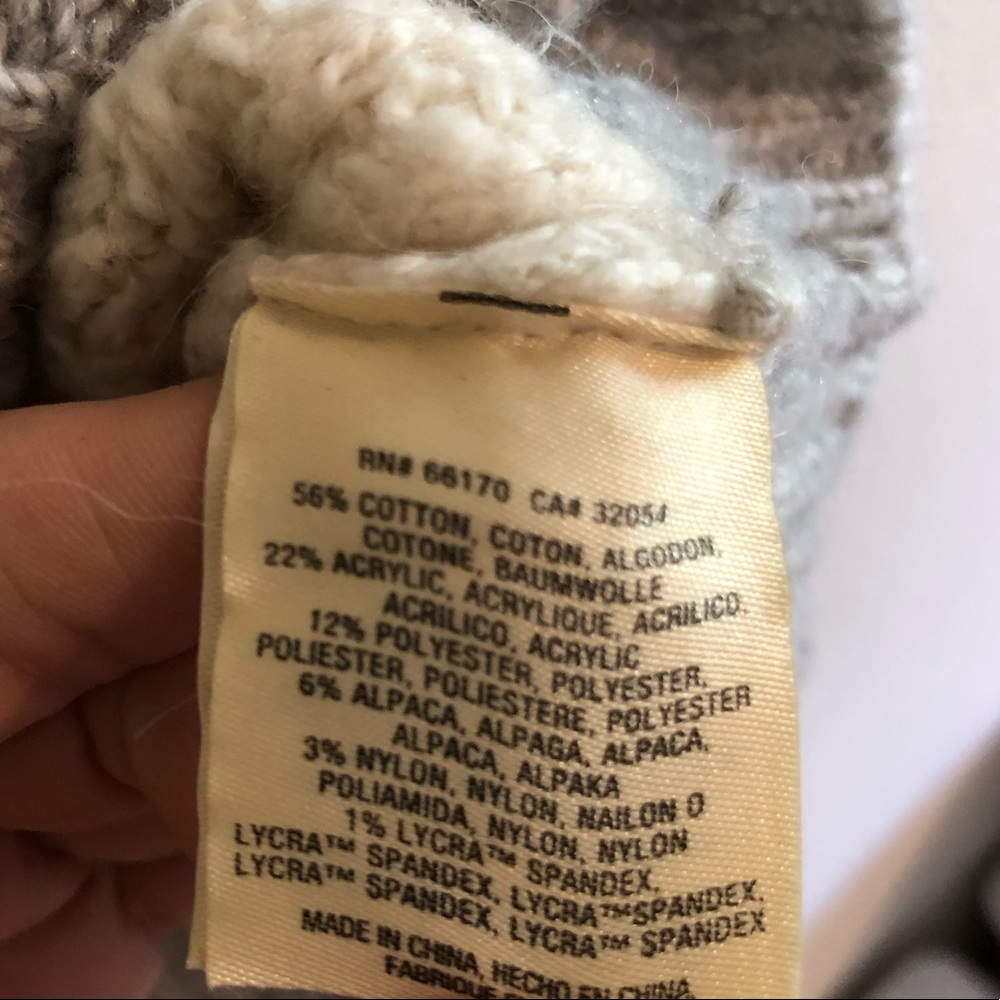 RN# 66170 CA# 32054
56% COTTON, COTON, ALGODON,
COTONE, BAUMWOLLE
22% ACRYLIC, ACRYLIQUE, ACRILICO.
ACRILICO, ACRYLIC
12% POLYESTER, POLYESTER,
POLIESTER, POLIESTERE, POLYESTER
6% ALPACA, ALPAGA, ALPACA,
ALPACA, ALPAKA
3% NYLON, NYLON, NAILON O
POLIAMIDA, NYLON, NYLON
1% LYCRA™ SPANDEX,
LYCRA™ SPANDEX, LYCRA™SPANDEX,
LYCRA™ SPANDEX, LYCRA™ SPANDEX
MADE IN CHINA, HECHO EN CHINA,
FABRIQUE